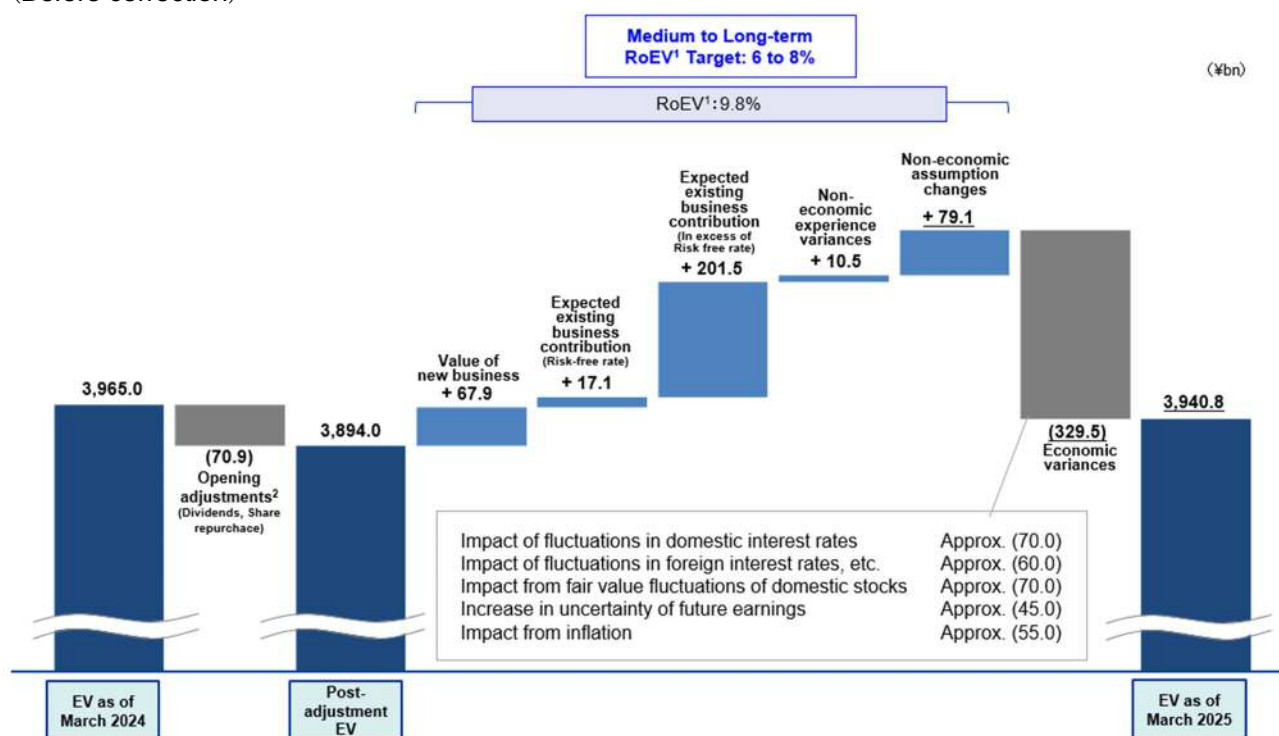 (Before correction)
Medium to Long-term
RoEV¹ Target: 6 to 8%
(¥bn)
RoEV¹:9.8%
3,965.0
(70.9)
Opening
adjustments²
(Dividends, Share
repurchace)
3,894.0
Value of
new business
+ 67.9
Expected
existing
business
contribution
(Risk-free rate)
+ 17.1
Expected
existing
business
contribution
(In excess of
Risk free rate)
+ 201.5
Non-
economic
experience
variances
+ 10.5
Non-economic
assumption
changes
+ 79.1
(329.5)
Economic
variances
3,940.8
Impact of fluctuations in domestic interest rates Approx. (70.0)
Impact of fluctuations in foreign interest rates, etc. Approx. (60.0)
Impact from fair value fluctuations of domestic stocks Approx. (70.0)
Increase in uncertainty of future earnings Approx. (45.0)
Impact from inflation Approx. (55.0)
EV as of
March 2024
Post-
adjustment
EV
EV as of
March 2025